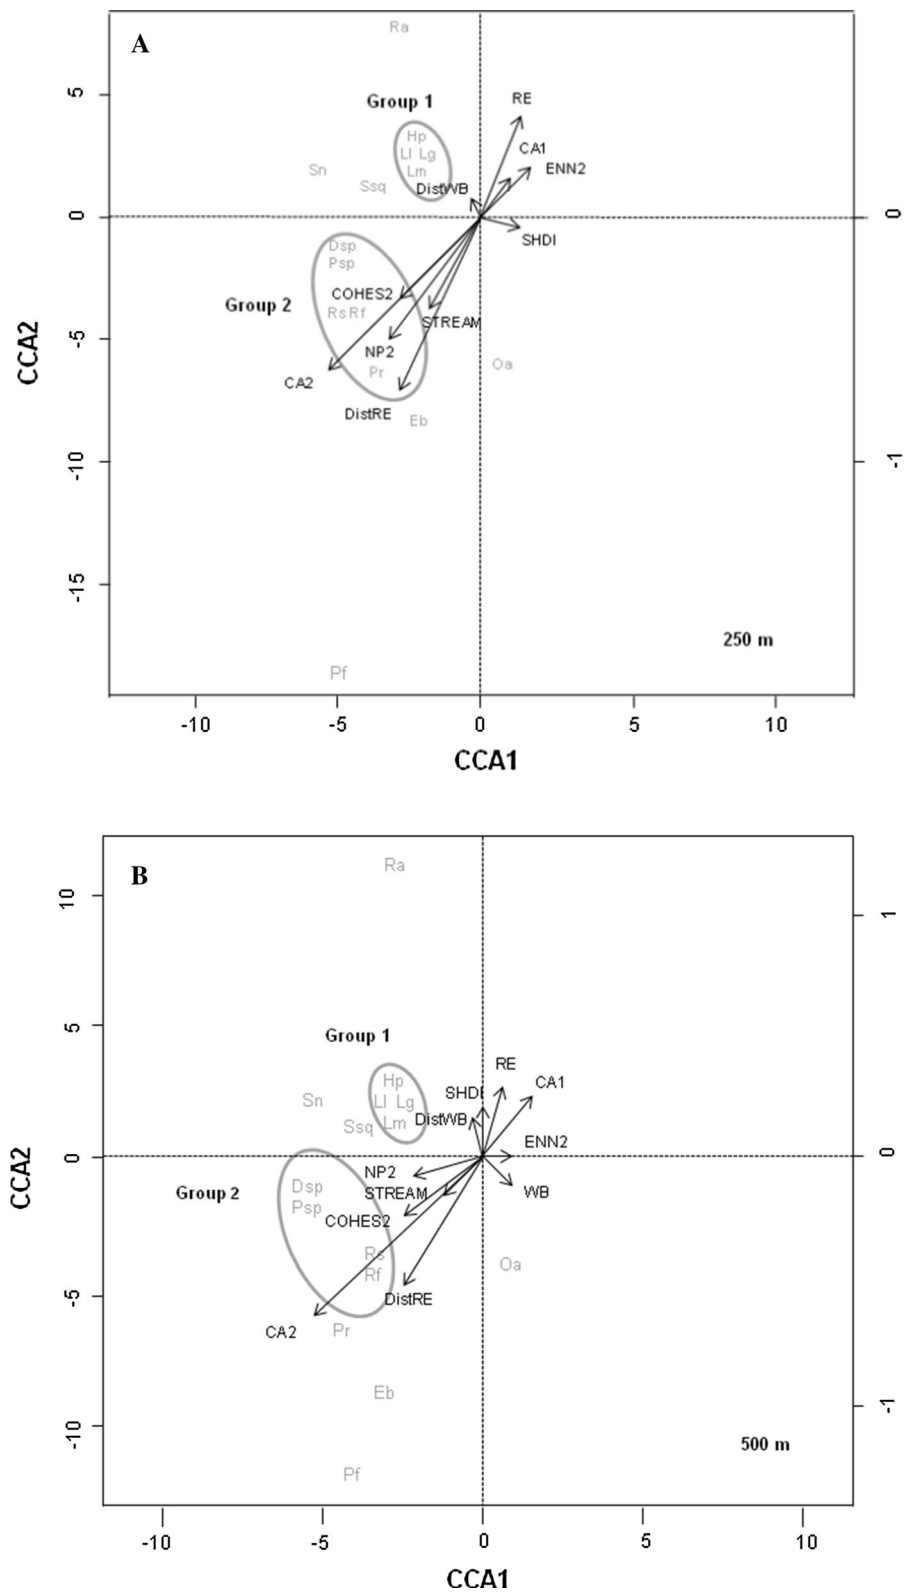 A
Ra
5
Group 1
RE
Hp
Ll Lg
Lm
CA1
ENN2
Sn
Ssq
DistWB
0
0
SHDI
Dsp
Psp
COHES2
Group 2
Rs Rf
STREAM
-5
NP2
Pr
Oa
CA2
DistRE
Eb
CCA2
-10
-1
-15
250 m
Pf
-10
-5
0
5
10
CCA1
B
Ra
10
1
5
Group 1
RE
Hp
SHDI
CA1
Sn
Ll Lg
Lm
DistWB
Ssq
ENN2
0
0
NP2
Group 2
Dsp
STREAM
WB
Psp
COHES2
Rs
Oa
Rf
-5
DistRE
CA2
Pr
CCA2
Eb
-10
-1
500 m
Pf
-10
-5
0
5
10
CCA1